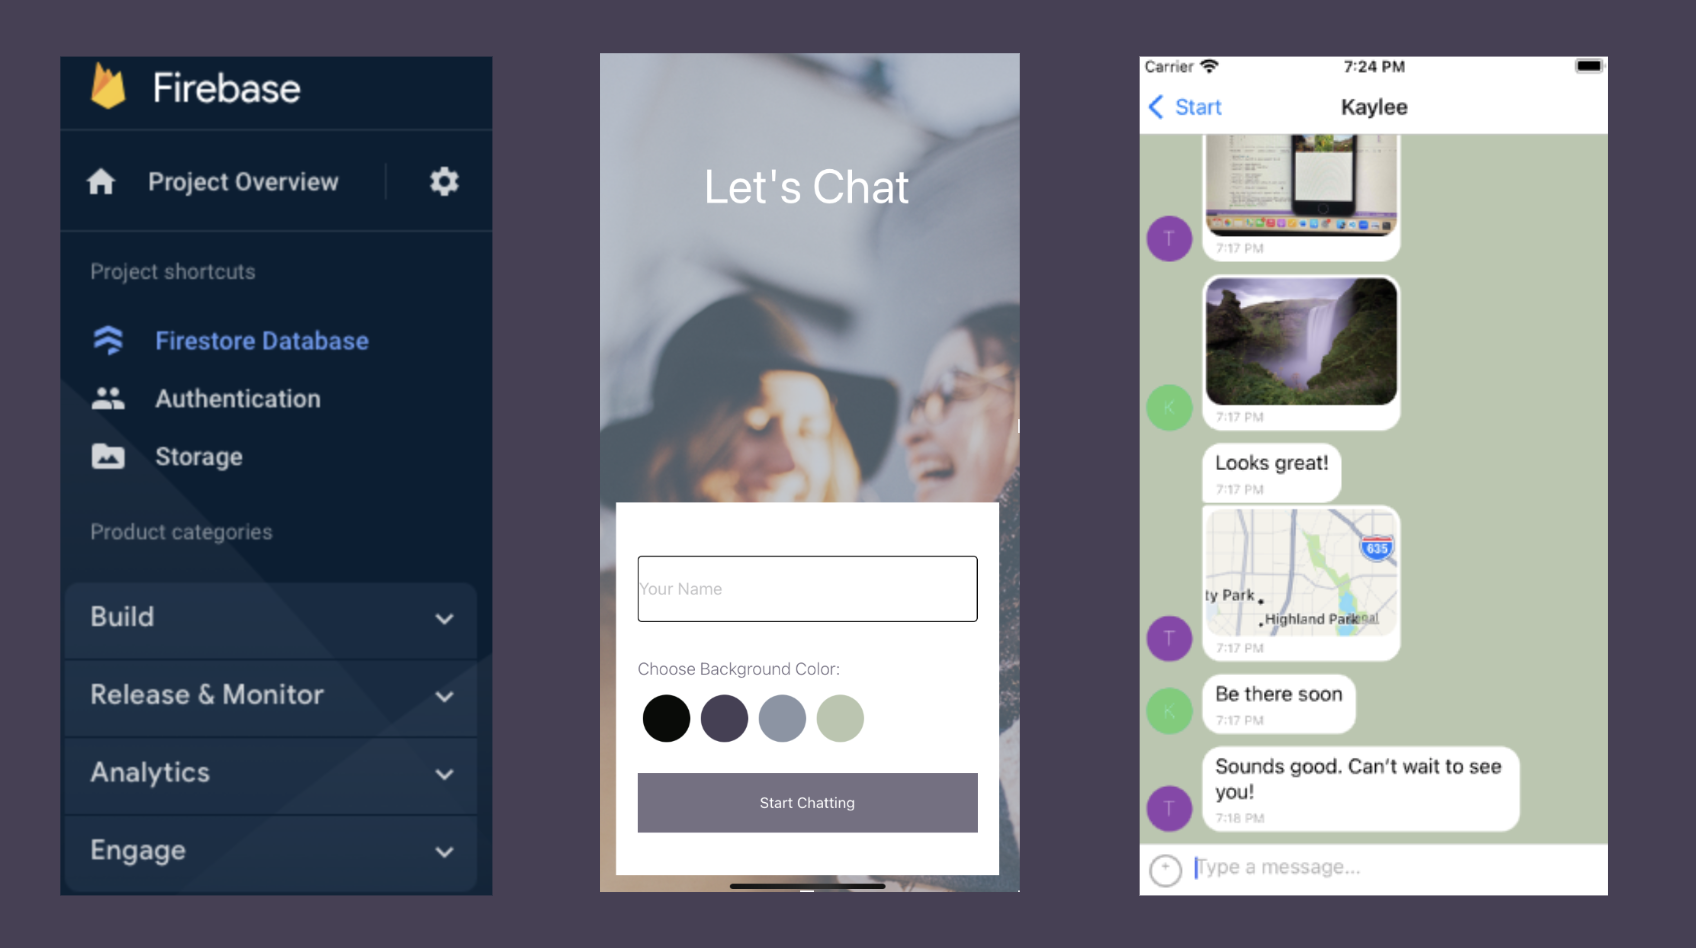 Firebase
Project Overview
Project shortcuts
Firestore Database
Authentication
Storage
Product categories
Build
Release & Monitor
Analytics
Engage
Let's Chat
Your Name
Choose Background Color:
Start Chatting
Carrier 7:24 PM
Start Kaylee
T
7:17 PM
K
7:17 PM
Looks great!
7:17 PM
635
ty Park
Highland Park
T
7:17 PM
Be there soon
K
7:17 PM
Sounds good. Can't wait to see
you!
T
7:18 PM
Type a message...